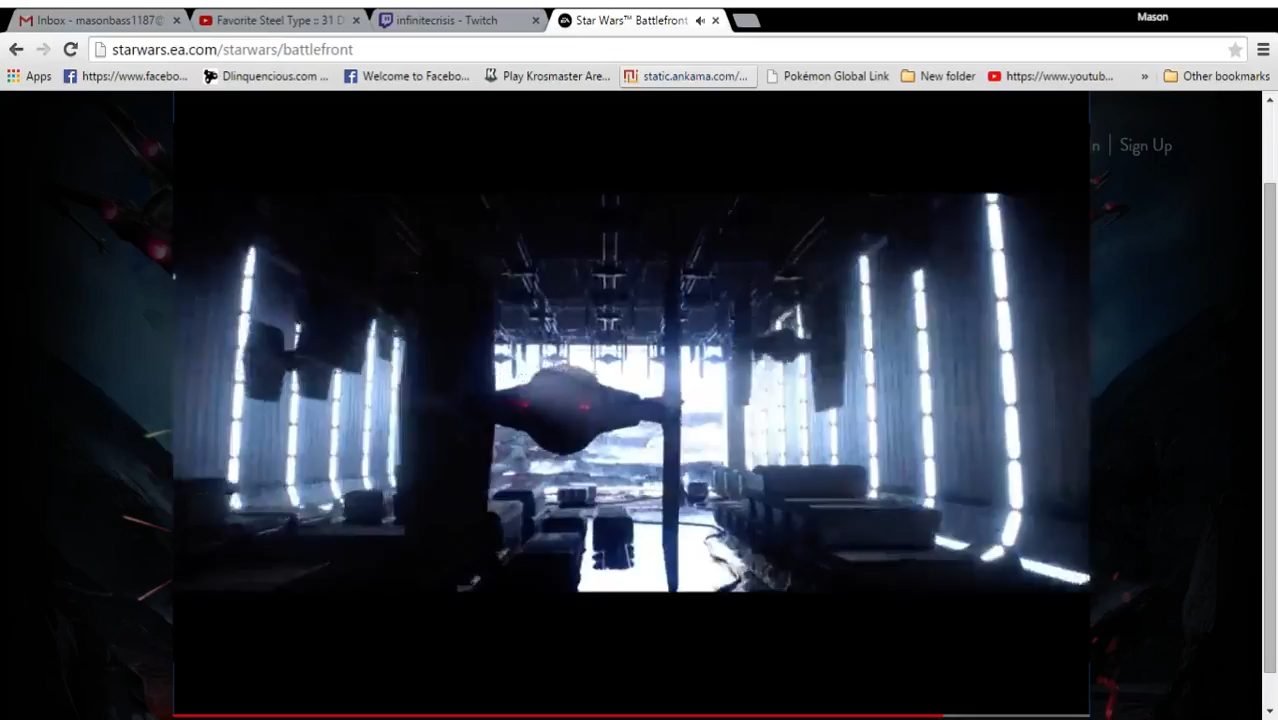 Inbox - masonbass1187@
Favorite Steel Type :: 31 D
infinitecrisis - Twitch
Star Wars™ Battlefront
Mason
starwars.ea.com/starwars/battlefront
Apps https://www.facebo... Dlinquencious.com ... Welcome to Facebo... Play Krosmaster Are... static.ankama.com/... Pokémon Global Link New folder https://www.youtub... » Other bookmarks
n | Sign Up